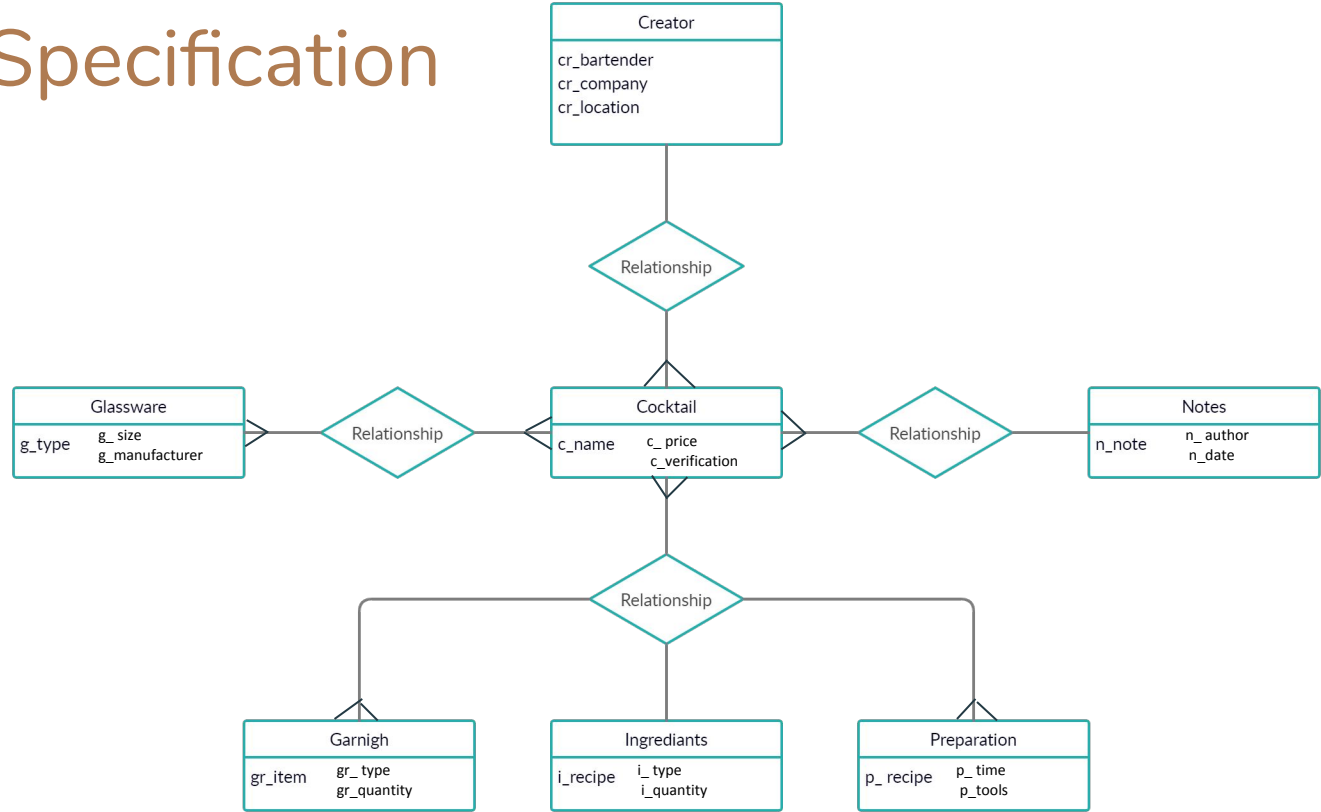 Specification
Creator
cr_bartender
cr_company
cr_location
Relationship
Glassware
g_type
g_ size
g_manufacturer
Relationship
Cocktail
c_name
c_ price
c_verification
Relationship
Notes
n_note
n_ author
n_date
Relationship
Garnigh
gr_item
gr_ type
gr_quantity
Ingrediants
i_recipe
i_ type
i_quantity
Preparation
p_ recipe
p_ time
p_tools